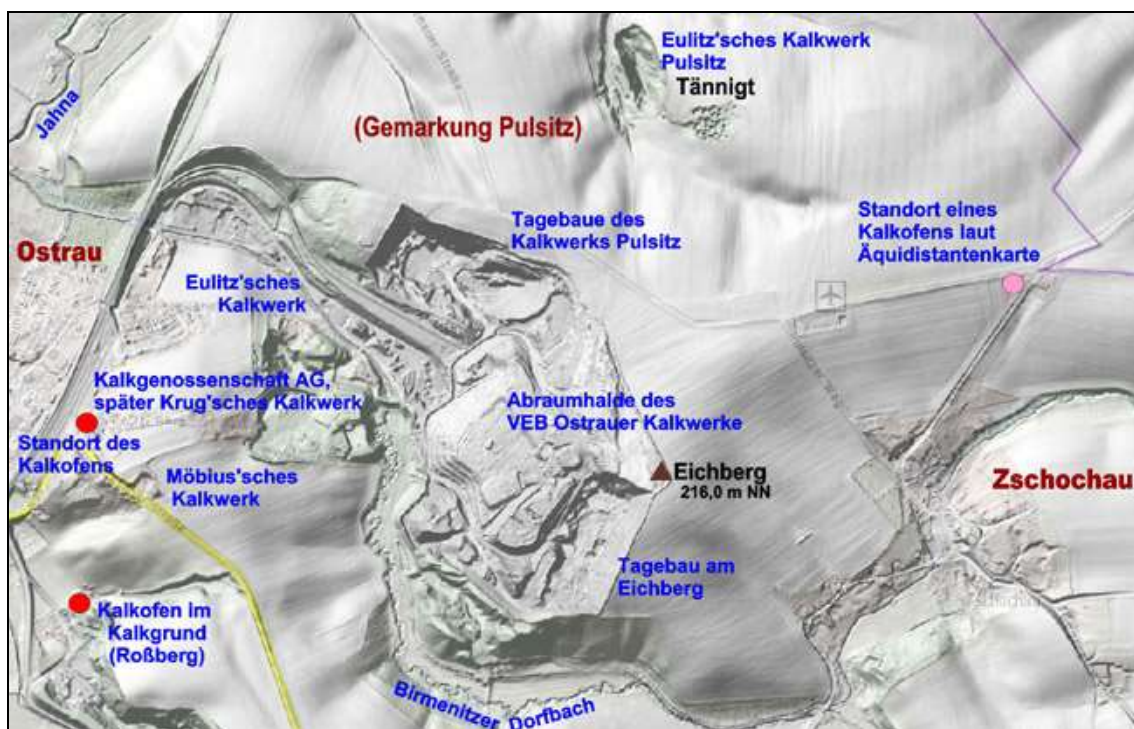 Eulitz'sches Kalkwerk
Pulsitz
Tännigt
Jahna
(Gemarkung Pulsitz)
Ostrau
Tagebaue des
Kalkwerks Pulsitz
Standort eines
Kalkofens laut
Äquidistantenkarte
Eulitz'sches
Kalkwerk
Kalkgenossenschaft AG,
später Krug'sches Kalkwerk
Abraumhalde des
VEB Ostrauer Kalkwerke
Standort des
Kalkofens
Möbius'sches
Kalkwerk
Eichberg
216,0 m NN
Zschochau
Tagebau am
Eichberg
Kalkofen im
Kalkgrund
(Roßberg)
Birmenitzer Dorfbach